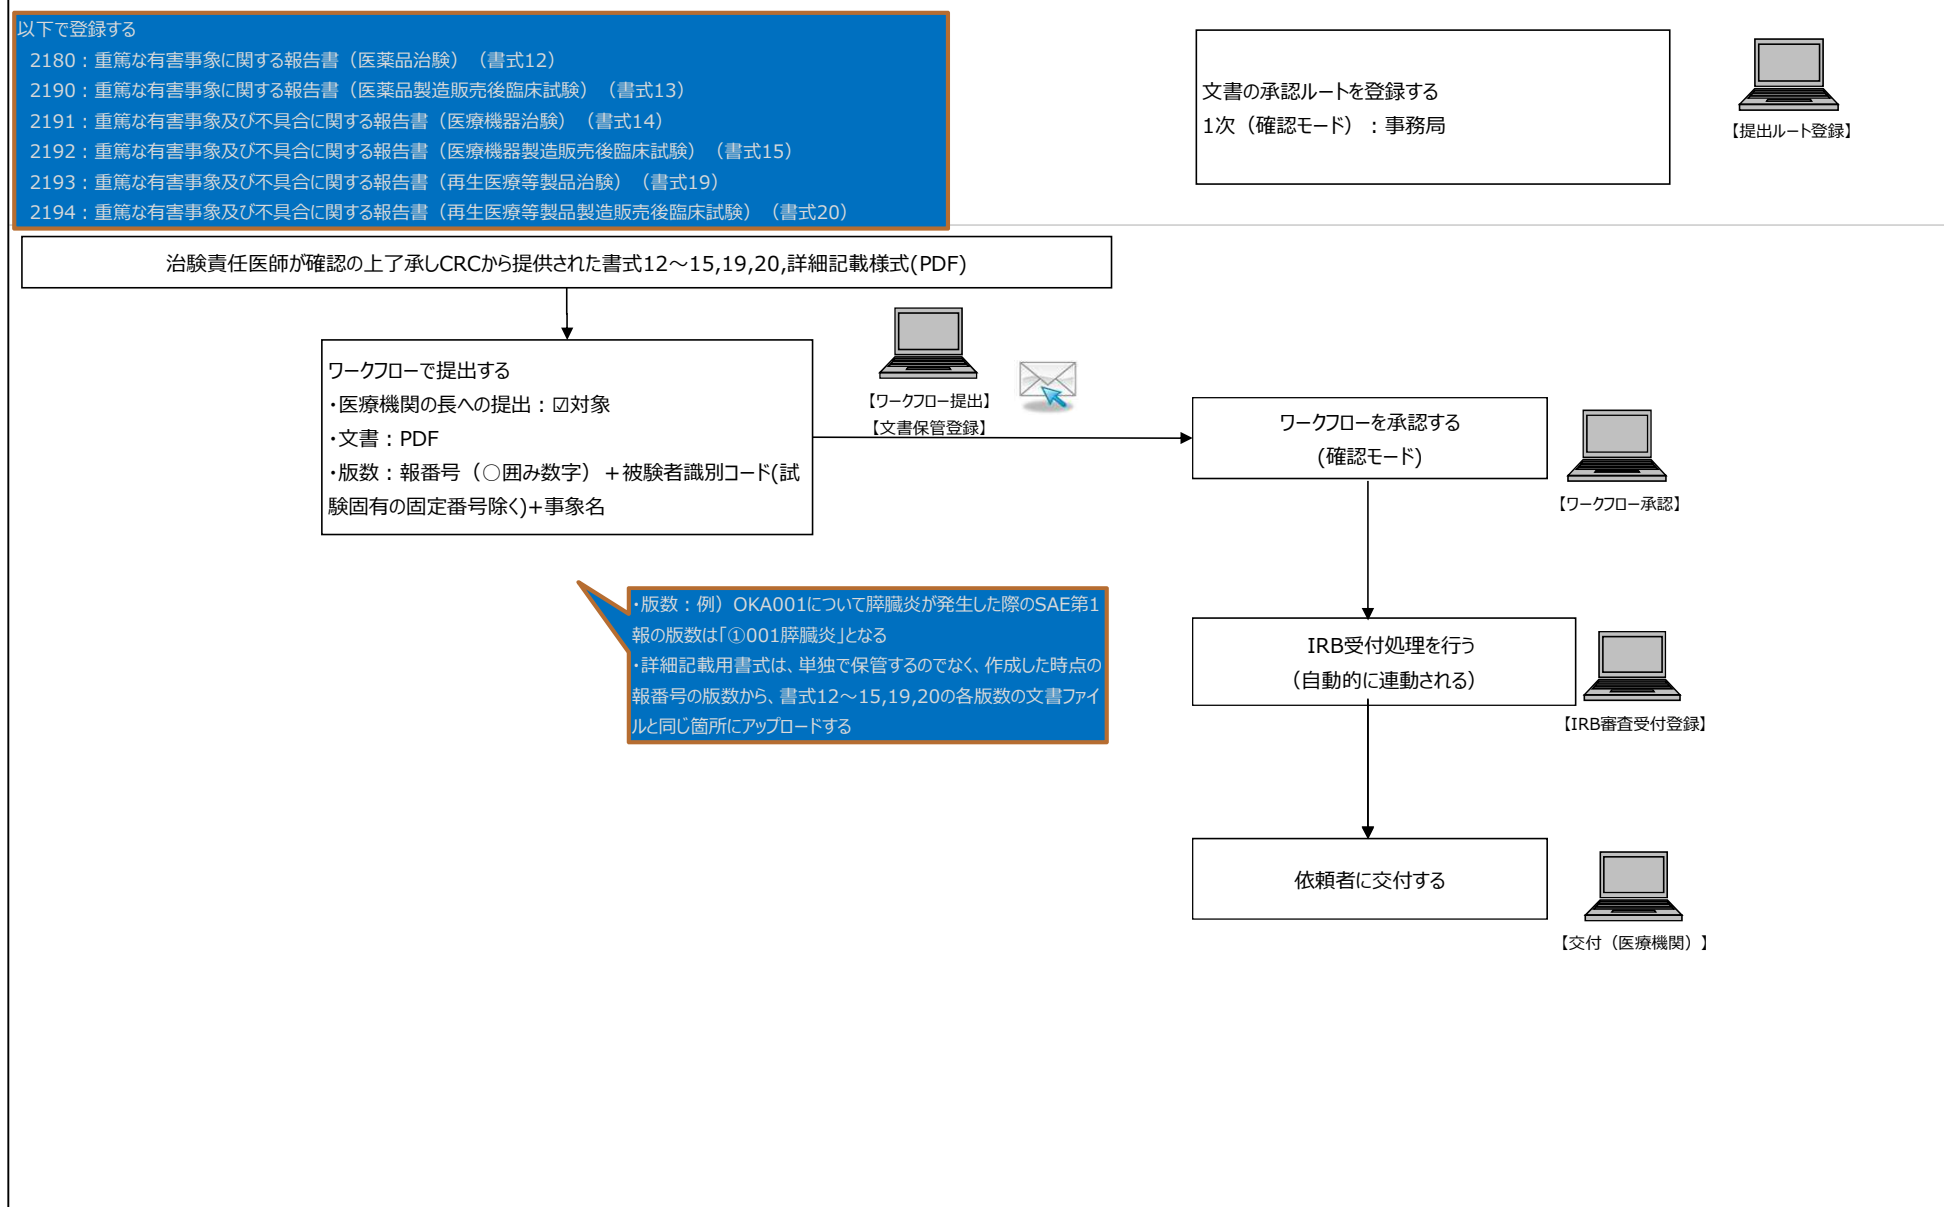 以下で登録する
2180：重篤な有害事象に関する報告書（医薬品治験）（書式12）
2190：重篤な有害事象に関する報告書（医薬品製造販売後臨床試験）（書式13）
2191：重篤な有害事象及び不具合に関する報告書（医療機器治験）（書式14）
2192：重篤な有害事象及び不具合に関する報告書（医療機器製造販売後臨床試験）（書式15）
2193：重篤な有害事象及び不具合に関する報告書（再生医療等製品治験）（書式19）
2194：重篤な有害事象及び不具合に関する報告書（再生医療等製品製造販売後臨床試験）（書式20）
文書の承認ルートを登録する
1次（確認モード）：事務局
【提出ルート登録】
治験責任医師が確認の上了承しCRCから提供された書式12～15,19,20,詳細記載様式(PDF)
ワークフローで提出する
・医療機関の長への提出：☑対象
・文書：PDF
・版数：報番号（○囲み数字）＋被験者識別コード(試
験固有の固定番号除く)+事象名
【ワークフロー提出】
【文書保管登録】
ワークフローを承認する
(確認モード)
【ワークフロー承認】
・版数：例）OKA001について膵臓炎が発生した際のSAE第1
報の版数は「①001膵臓炎」となる
・詳細記載用書式は、単独で保管するのでなく、作成した時点の
報番号の版数から、書式12～15,19,20の各版数の文書ファイ
ルと同じ箇所にアップロードする
IRB受付処理を行う
（自動的に連動される）
【IRB審査受付登録】
依頼者に交付する
【交付（医療機関）】